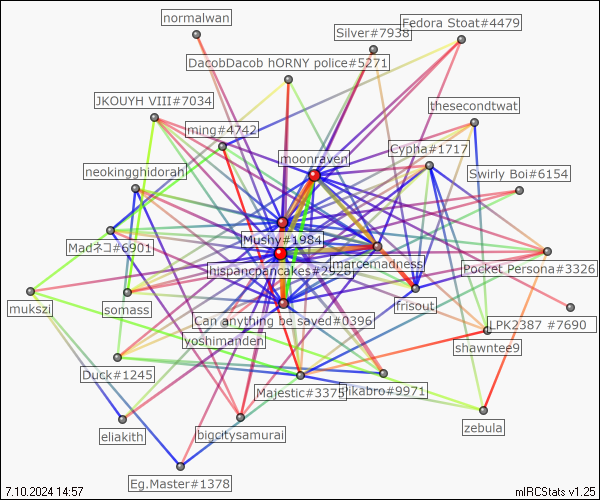 normalwan
Fedora Stoat#4479
Silver#7938
DacobDacob hORNY police#5271
JKOUYH VIII#7034
thesecondtwat
ming#4742
Cypha#1717
moonraven
neokingghidorah
Swirly Boi#6154
Mushy#1984
Madネコ#6901
hispancpancakes#2928
marcemadness
Pocket Persona#3326
mukszi
somass
frisout
Can anything be saved#0396
LPK2387 #7690
yoshimanden
shawntee9
Duck#1245
Majestic#3375
Pikabro#9971
eliakith
bigcitysamurai
zebula
Eg.Master#1378
7.10.2024 14:57
mIRCStats v1.25